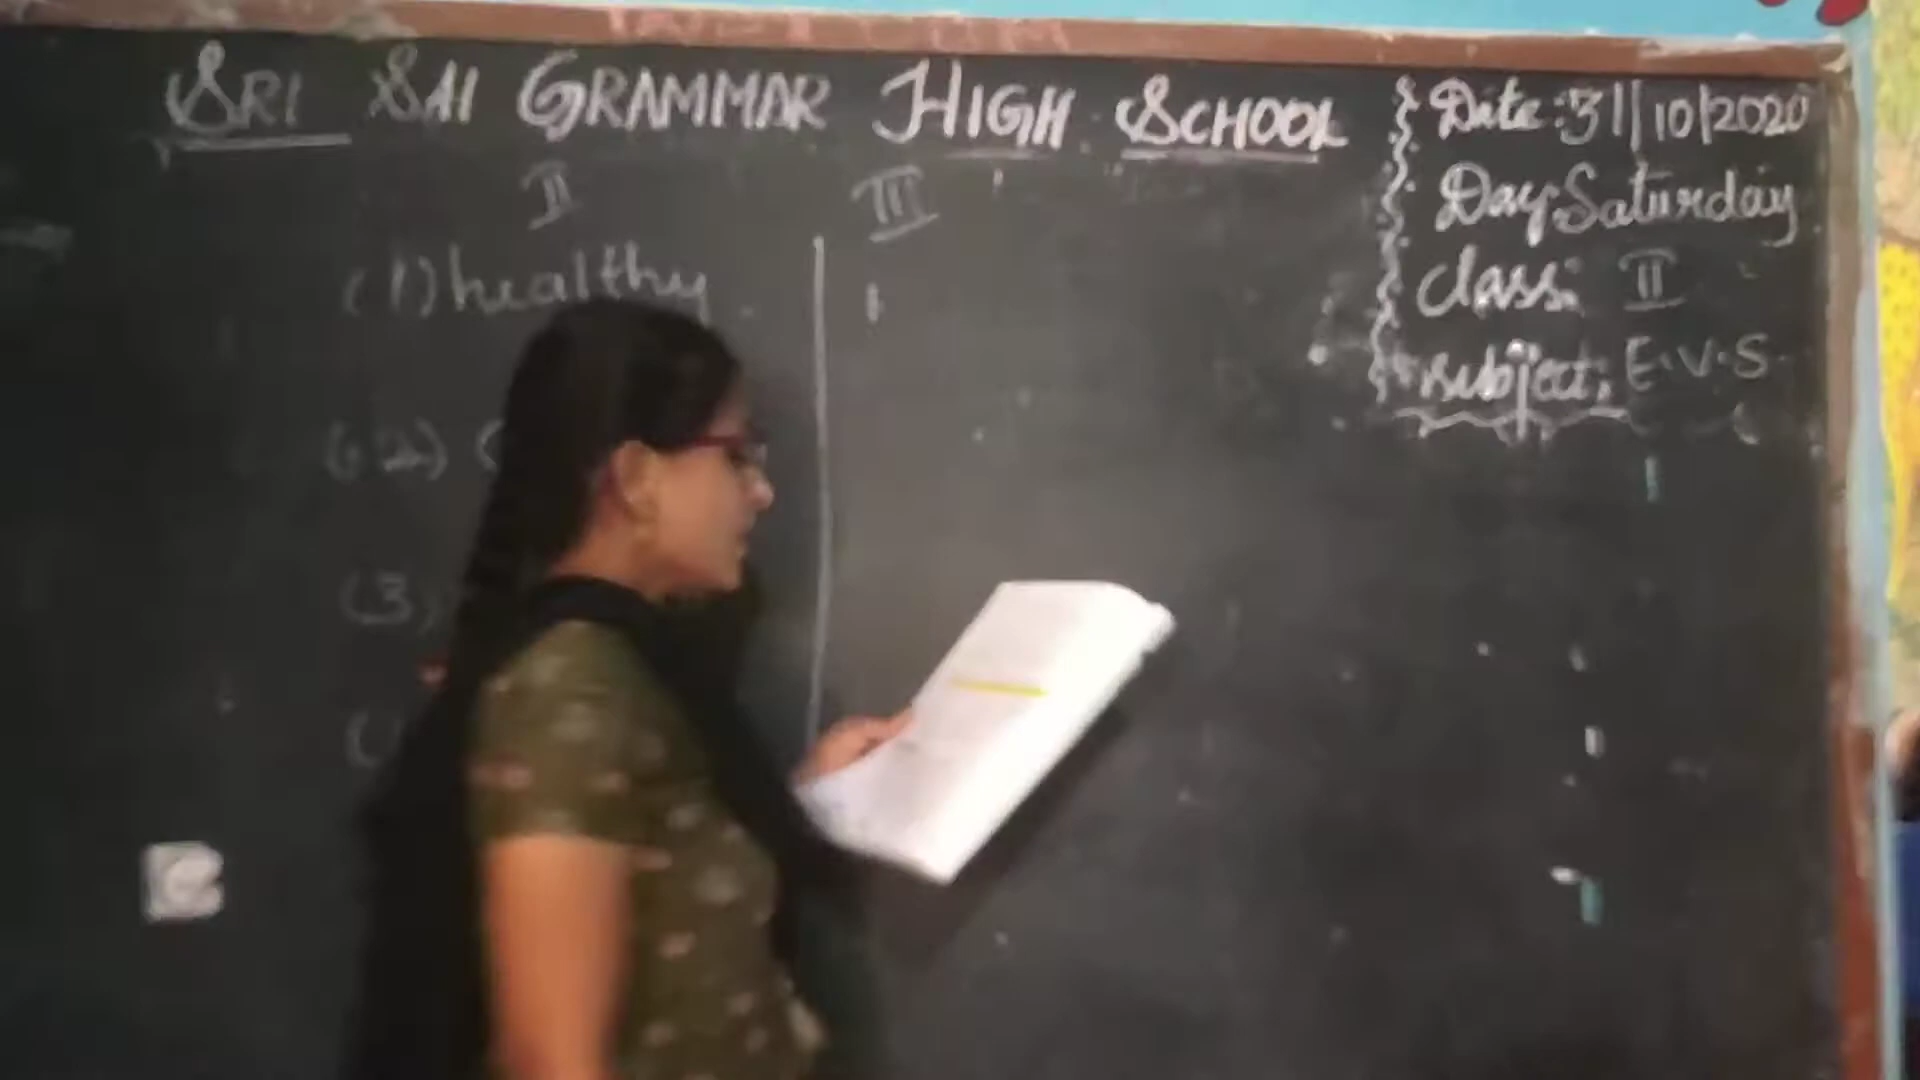 SRI SAI GRAMMAR HIGH SCHOOL
Date: 31/10/2020
Day: Saturday
class: II
subject: E.V.S
II III
(1) healthy
(2)
(3)